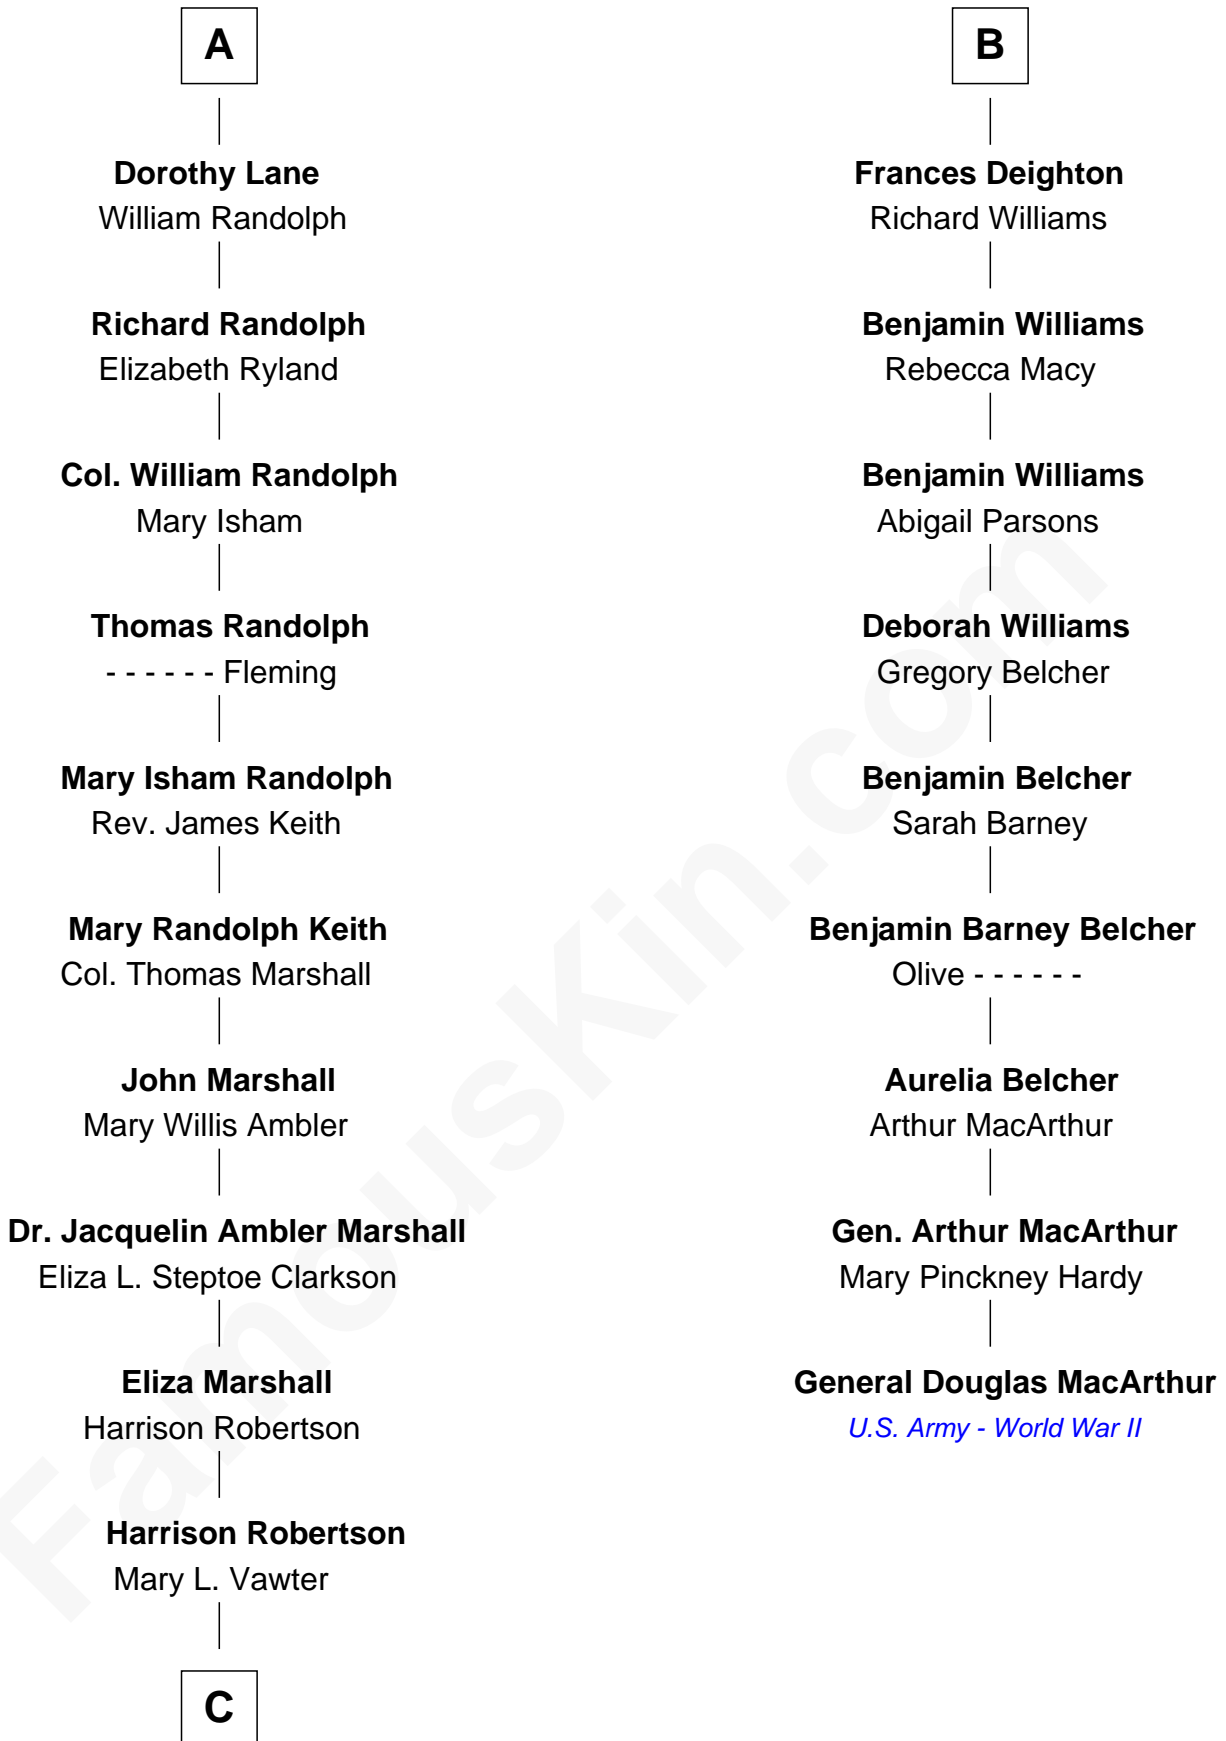 A
Dorothy Lane
William Randolph
Richard Randolph
Elizabeth Ryland
Col. William Randolph
Mary Isham
Thomas Randolph
- - - - - - Fleming
Mary Isham Randolph
Rev. James Keith
Mary Randolph Keith
Col. Thomas Marshall
John Marshall
Mary Willis Ambler
Dr. Jacquelin Ambler Marshall
Eliza L. Steptoe Clarkson
Eliza Marshall
Harrison Robertson
Harrison Robertson
Mary L. Vawter
C
B
Frances Deighton
Richard Williams
Benjamin Williams
Rebecca Macy
Benjamin Williams
Abigail Parsons
Deborah Williams
Gregory Belcher
Benjamin Belcher
Sarah Barney
Benjamin Barney Belcher
Olive - - - - - -
Aurelia Belcher
Arthur MacArthur
Gen. Arthur MacArthur
Mary Pinckney Hardy
General Douglas MacArthur
U.S. Army - World War II
FamousKin.com